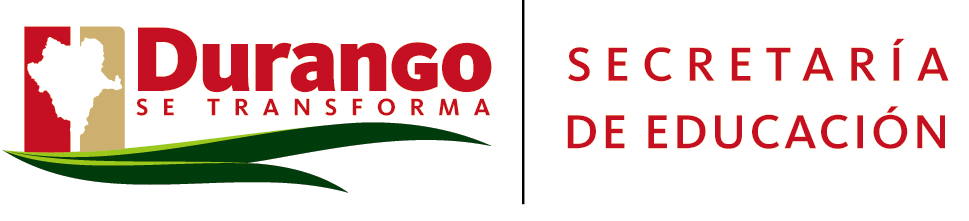 Durango
SE TRANSFORMA
SECRETARÍA
DE EDUCACIÓN